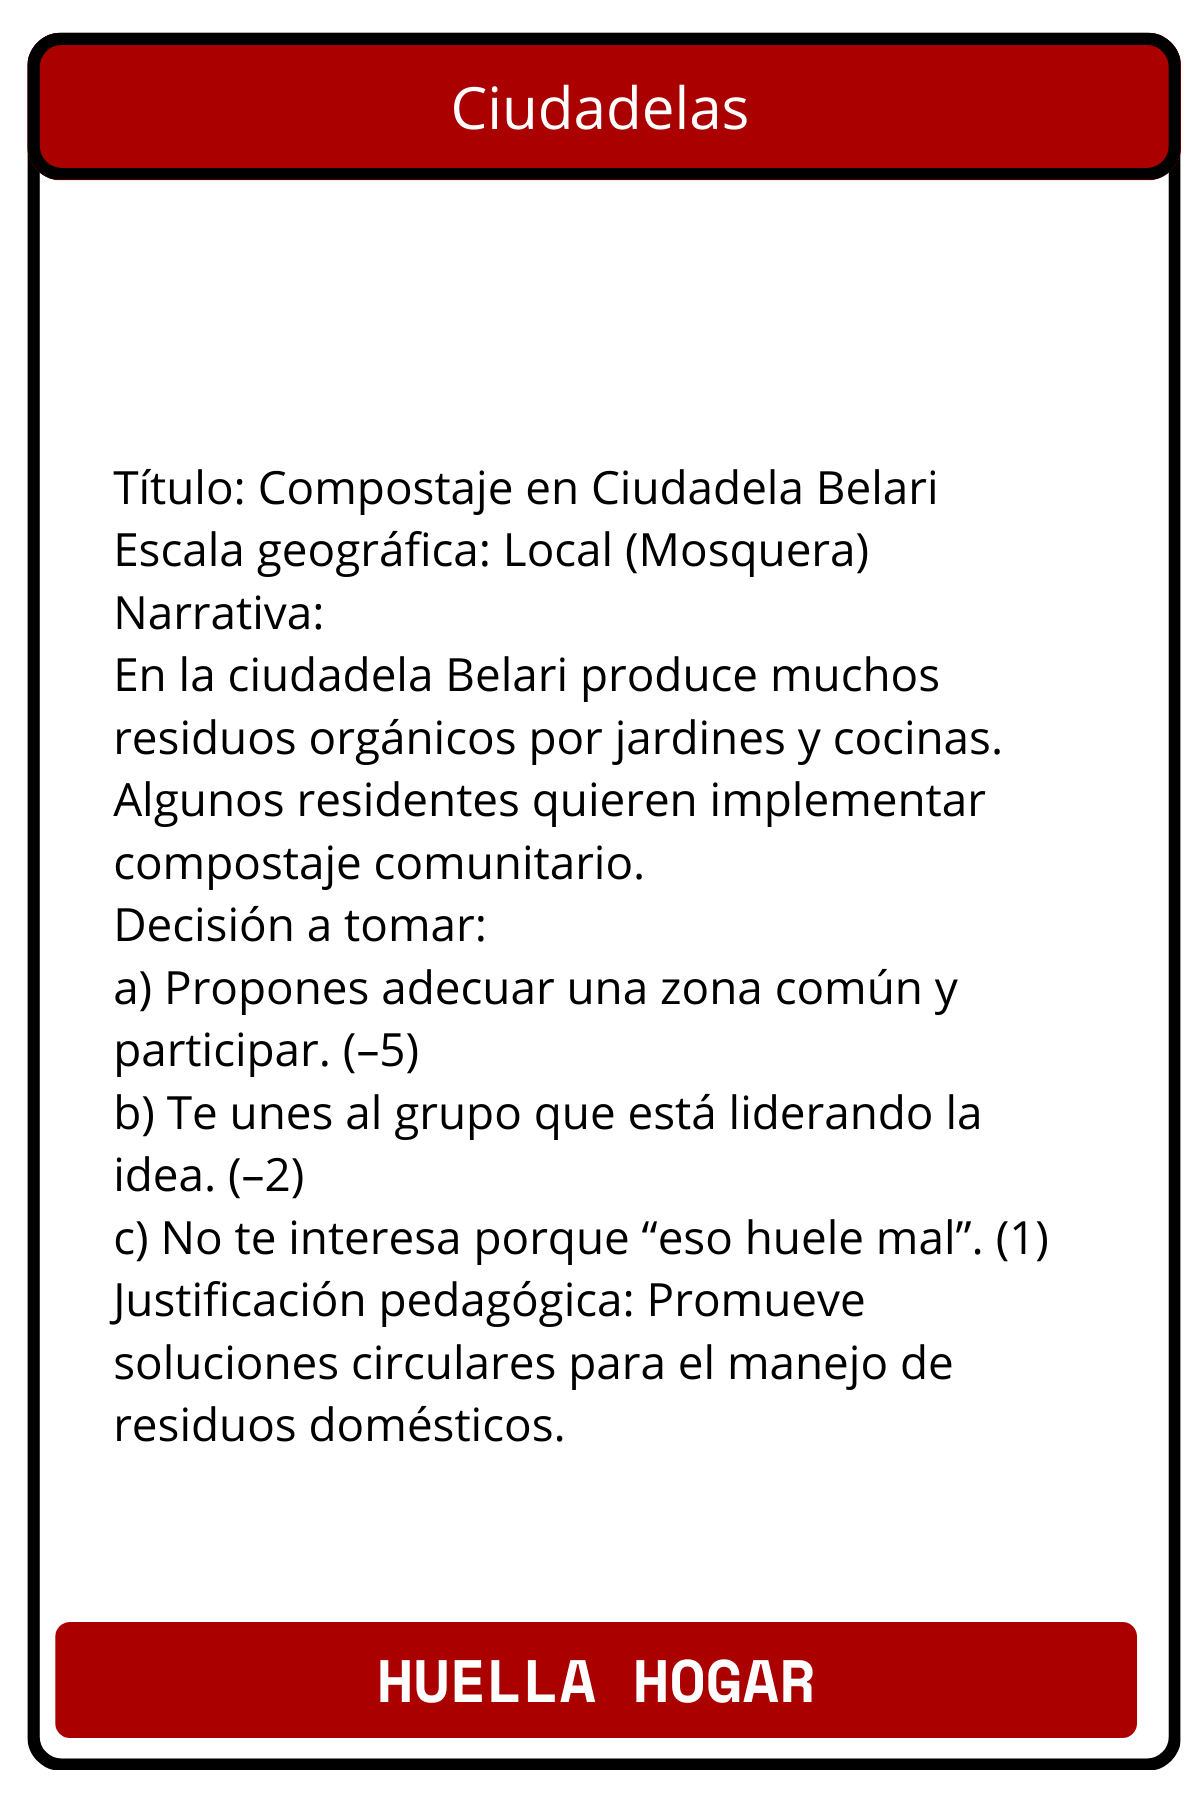 Ciudadelas
Título: Compostaje en Ciudadela Belari
Escala geográfica: Local (Mosquera)
Narrativa:
En la ciudadela Belari produce muchos
residuos orgánicos por jardines y cocinas.
Algunos residentes quieren implementar
compostaje comunitario.
Decisión a tomar:
a) Propones adecuar una zona común y
participar. (–5)
b) Te unes al grupo que está liderando la
idea. (–2)
c) No te interesa porque “eso huele mal”. (1)
Justificación pedagógica: Promueve
soluciones circulares para el manejo de
residuos domésticos.
HUELLA HOGAR